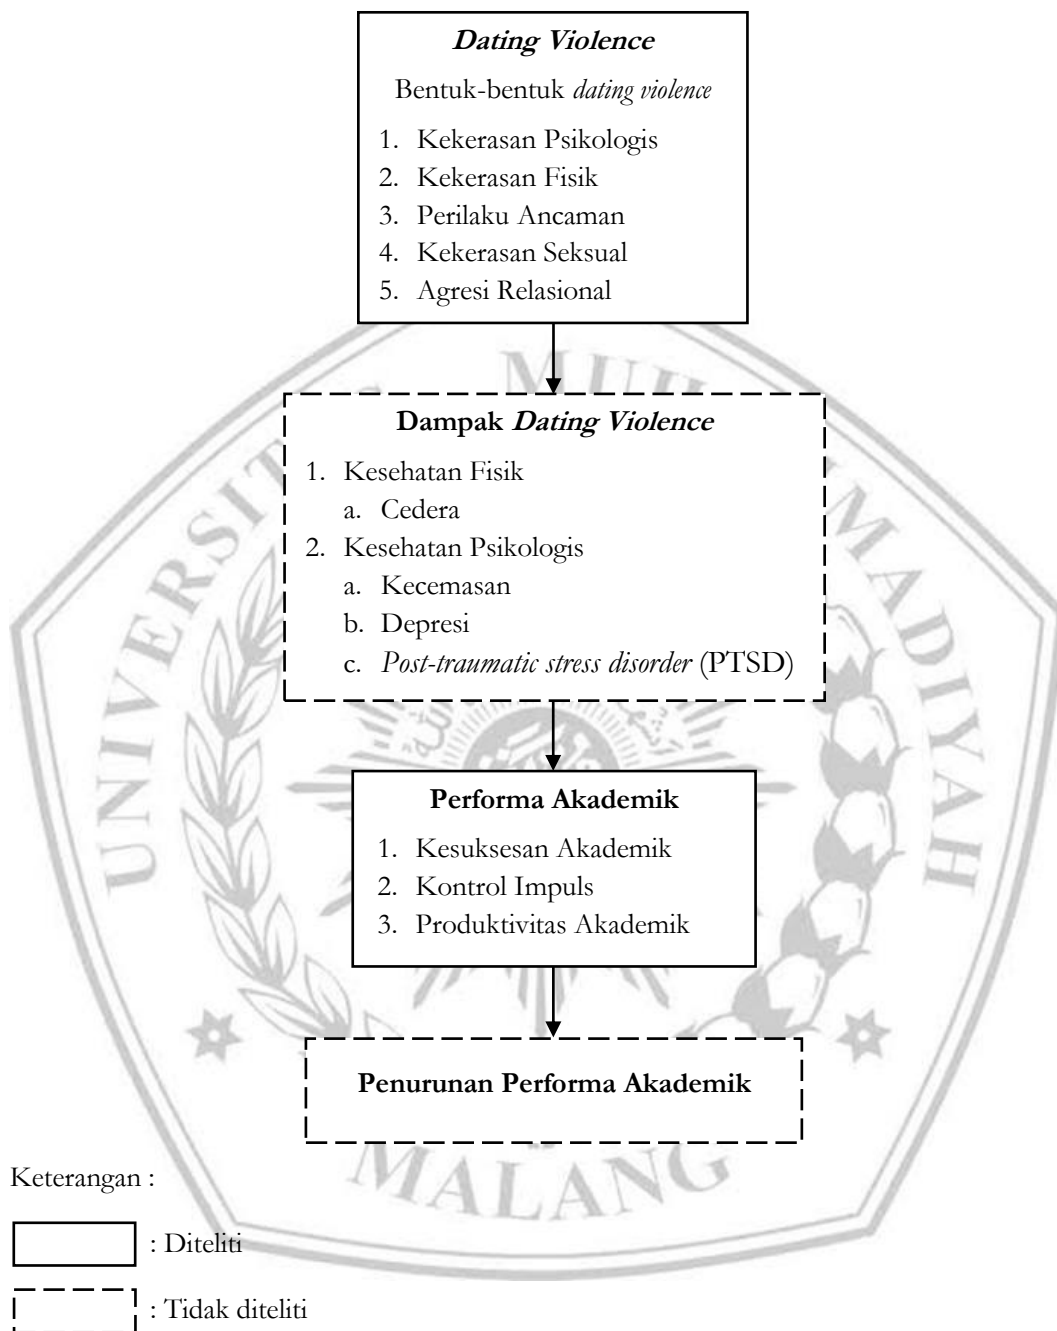 Dating Violence
Bentuk-bentuk dating violence
1. Kekerasan Psikologis
2. Kekerasan Fisik
3. Perilaku Ancaman
4. Kekerasan Seksual
5. Agresi Relasional
Dampak Dating Violence
1. Kesehatan Fisik
a. Cedera
2. Kesehatan Psikologis
a. Kecemasan
b. Depresi
c. Post-traumatic stress disorder (PTSD)
Performa Akademik
1. Kesuksesan Akademik
2. Kontrol Impuls
3. Produktivitas Akademik
Penurunan Performa Akademik
MALANG
Keterangan :
: Diteliti
: Tidak diteliti